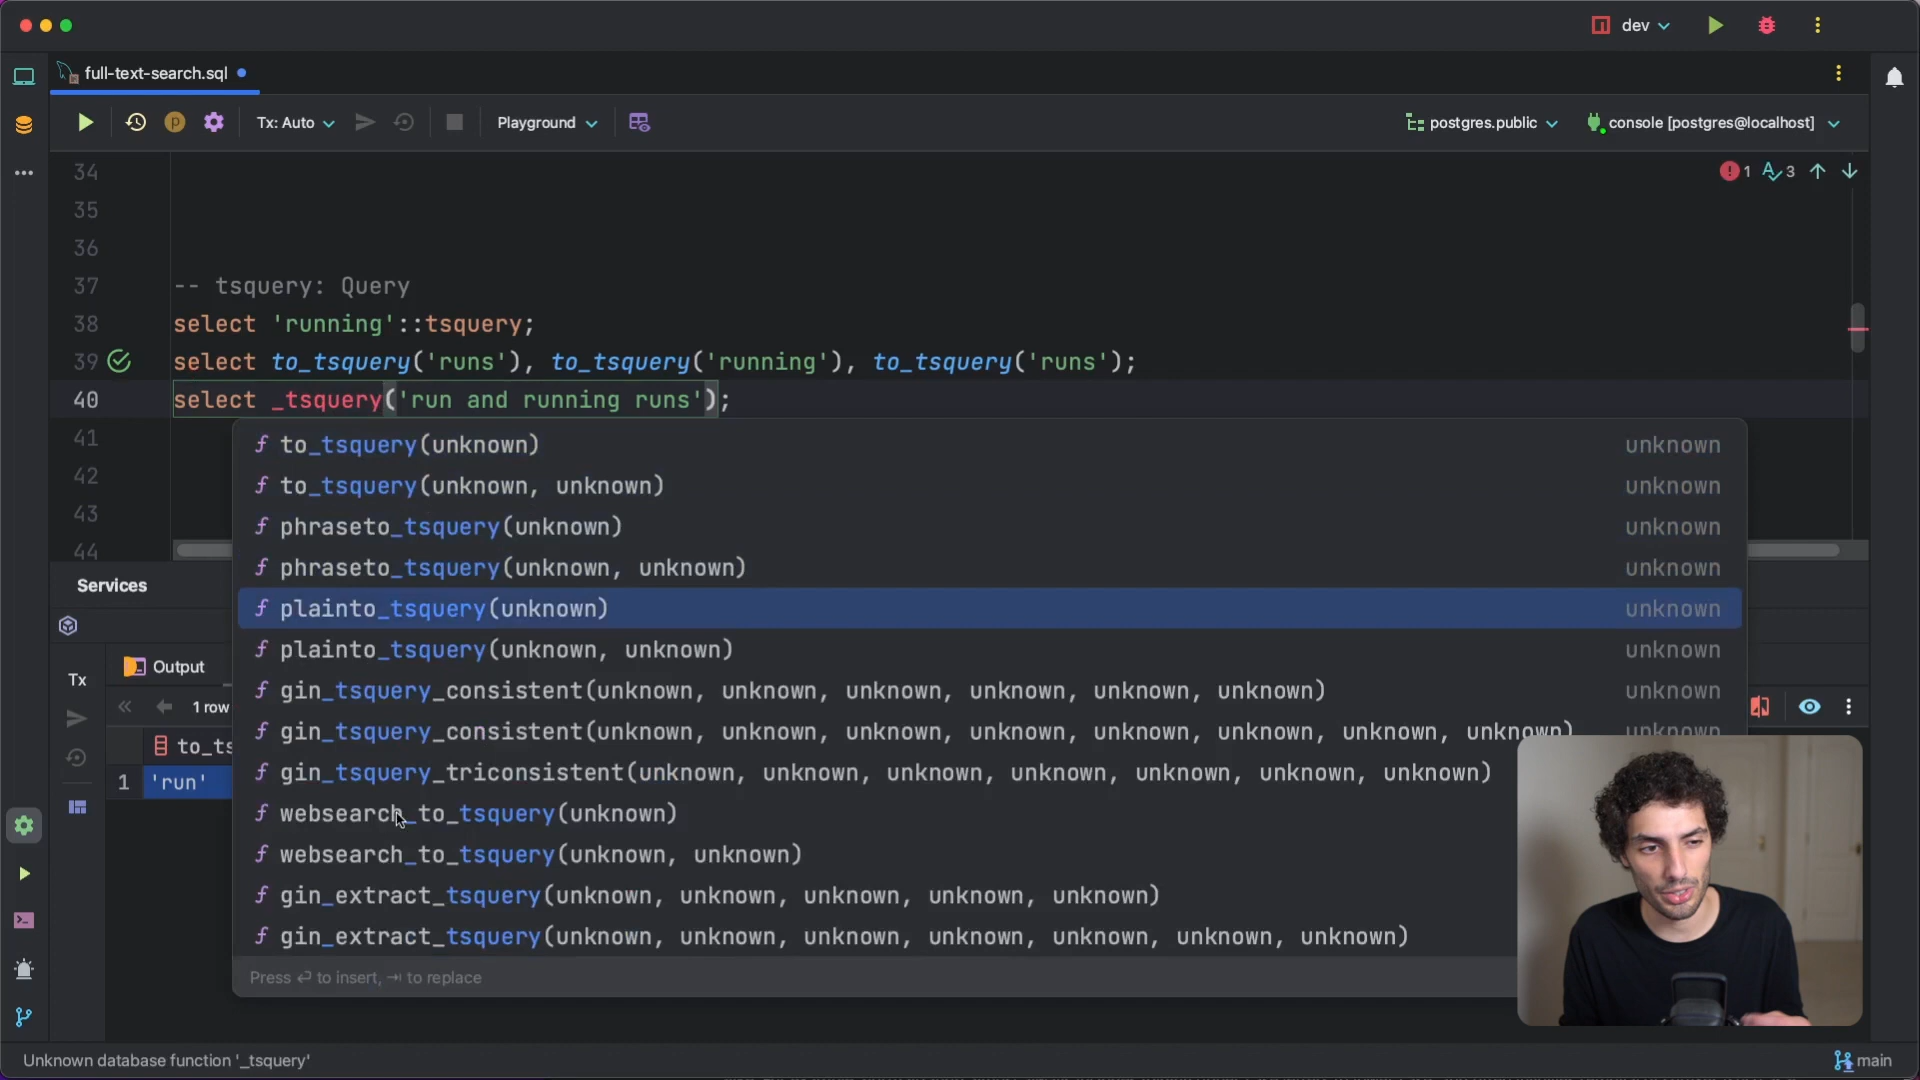 dev
full-text-search.sql
Tx: Auto
Playground
postgres.public
console [postgres@localhost]
34
1
3
35
36
37 -- tsquery: Query
38 select 'running'::tsquery;
39 select to_tsquery('runs'), to_tsquery('running'), to_tsquery('runs');
40 select _tsquery('run and running runs');
41
42
43
44
f to_tsquery(unknown) unknown
f to_tsquery(unknown, unknown) unknown
f phraseto_tsquery(unknown) unknown
f phraseto_tsquery(unknown, unknown) unknown
f plainto_tsquery(unknown) unknown
f plainto_tsquery(unknown, unknown) unknown
f gin_tsquery_consistent(unknown, unknown, unknown, unknown, unknown, unknown) unknown
f gin_tsquery_consistent(unknown, unknown, unknown, unknown, unknown, unknown, unknown, unknown) unknown
f gin_tsquery_triconsistent(unknown, unknown, unknown, unknown, unknown, unknown, unknown)
f websearch_to_tsquery(unknown)
f websearch_to_tsquery(unknown, unknown)
f gin_extract_tsquery(unknown, unknown, unknown, unknown, unknown)
f gin_extract_tsquery(unknown, unknown, unknown, unknown, unknown, unknown, unknown)
Press ⏎ to insert, ⇥ to replace
Services
Tx
Output
1 row
to_ts
1 'run'
Unknown database function '_tsquery'
main